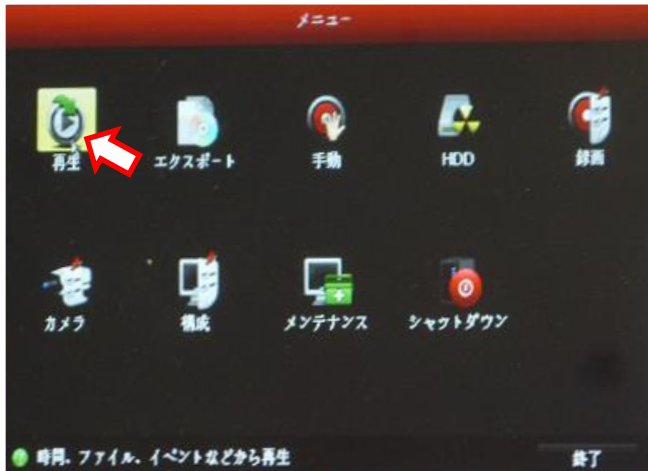 メニュー
再生 エクスポート 手動 HDD 録画
カメラ 構成 メンテナンス シャットダウン
時間、ファイル、イベントなどから再生
終了